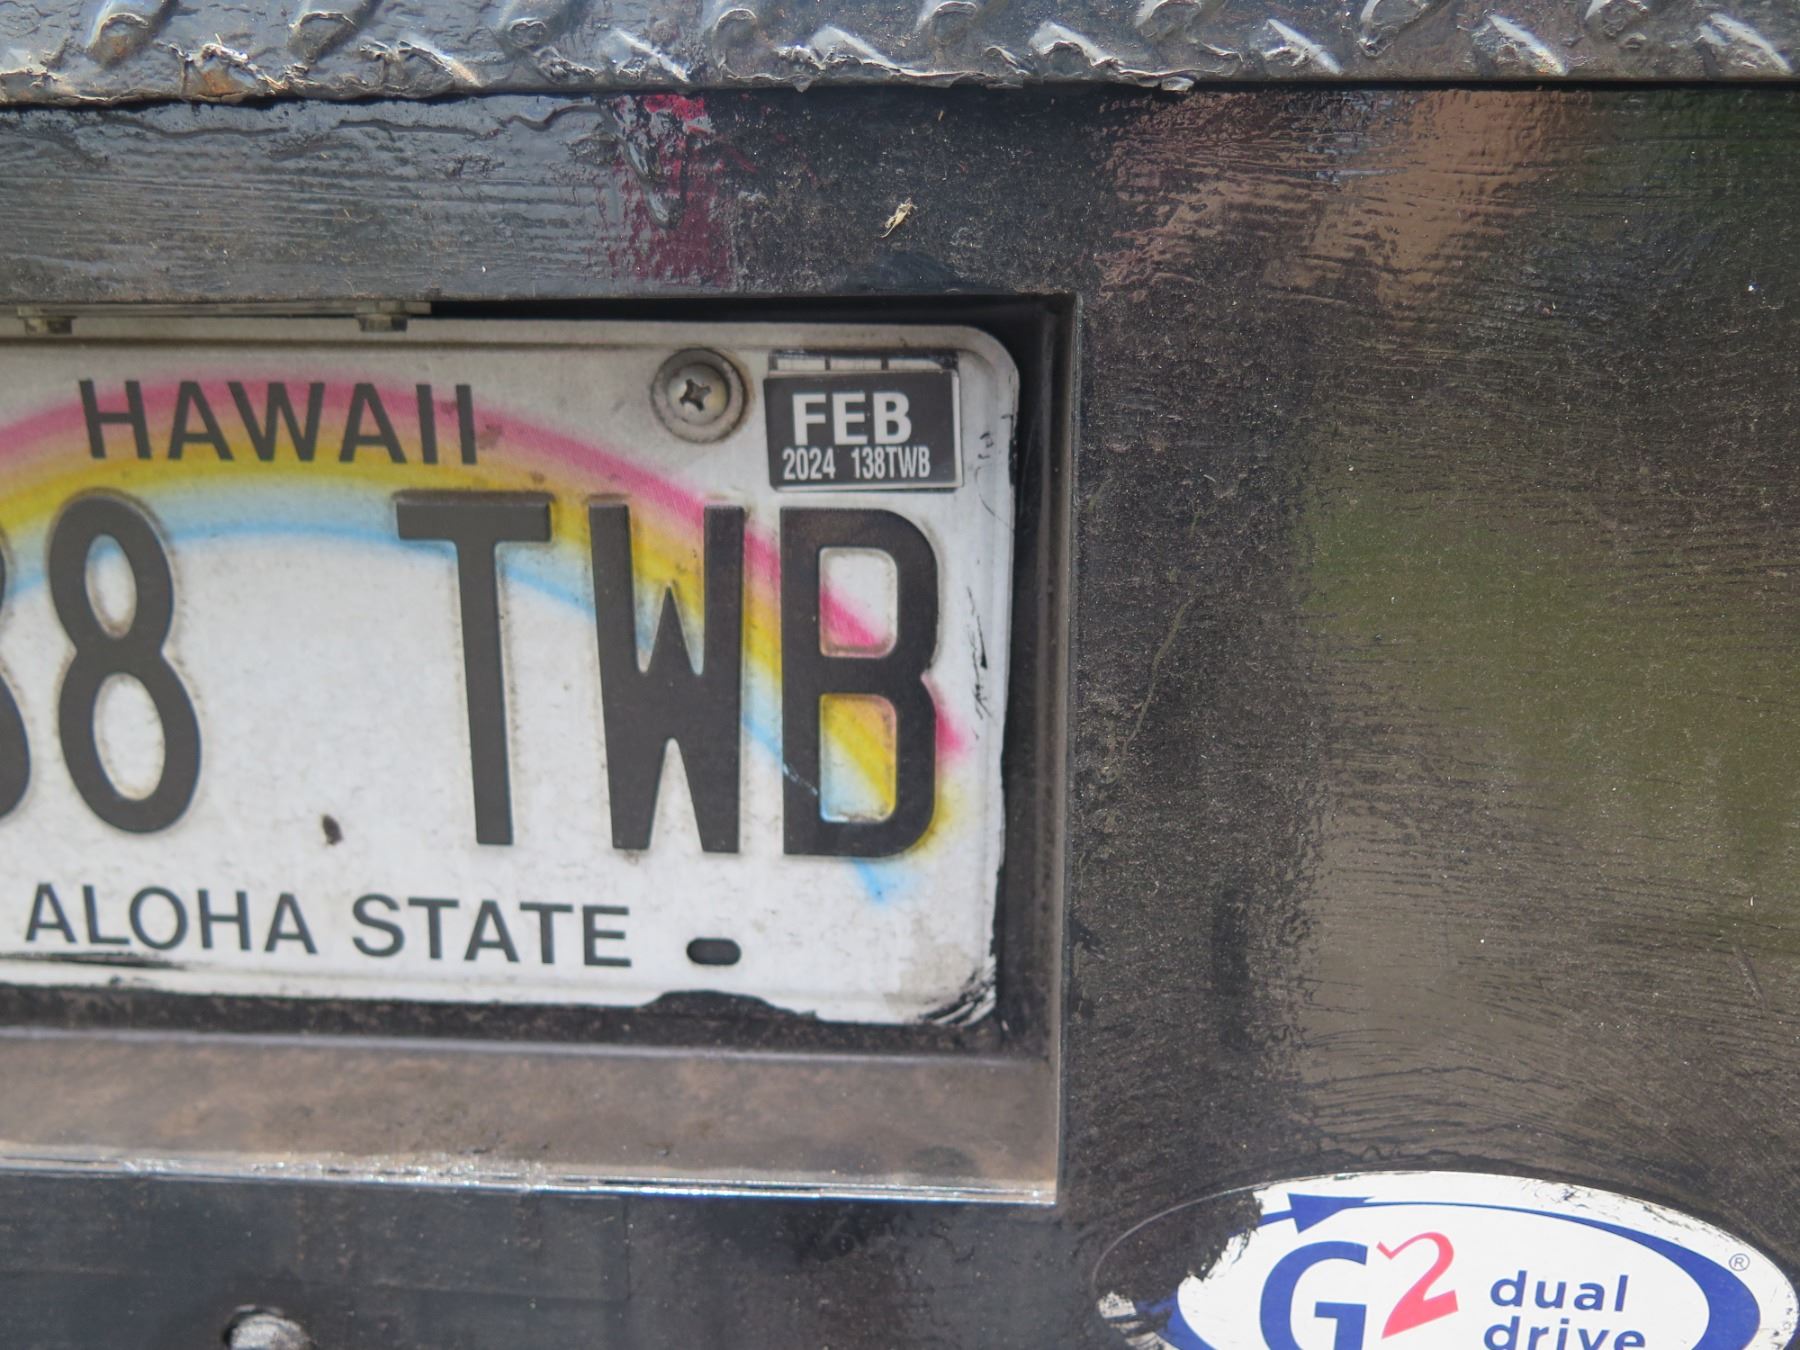 HAWAII
FEB
2024 138TWB
38 TWB
ALOHA STATE
G2 dual
drive
®